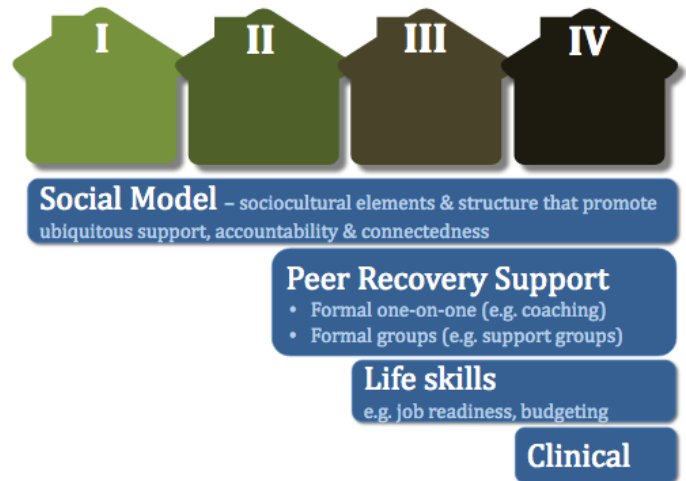 I II III IV
Social Model – sociocultural elements & structure that promote
ubiquitous support, accountability & connectedness
Peer Recovery Support
• Formal one-on-one (e.g. coaching)
• Formal groups (e.g. support groups)
Life skills
e.g. job readiness, budgeting
Clinical